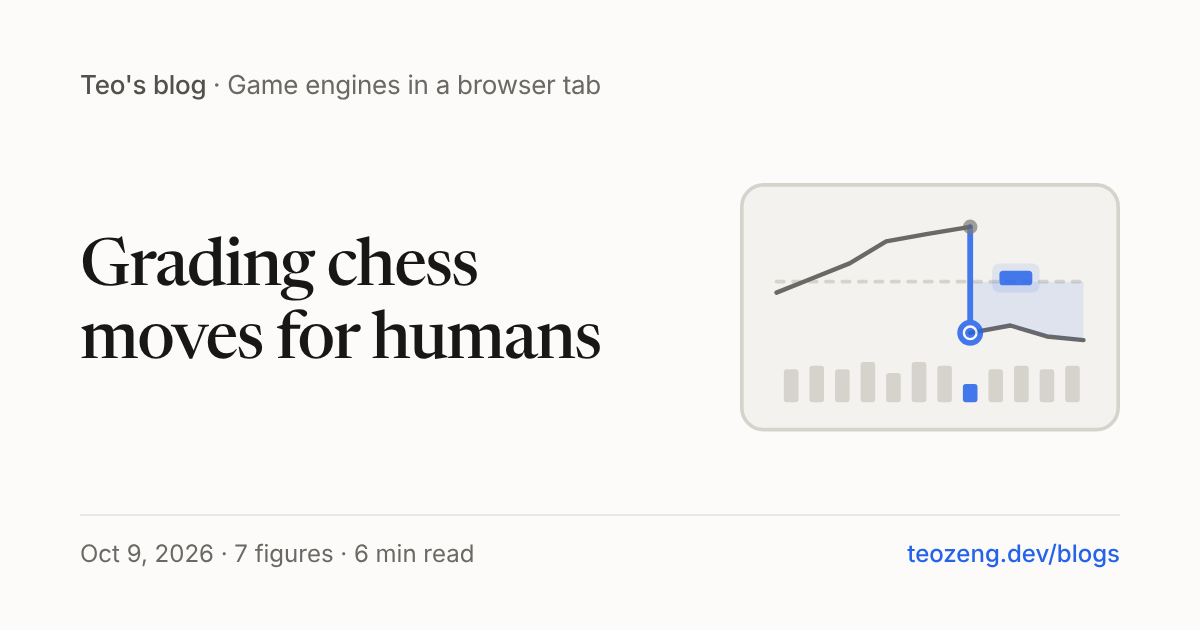 Teo's blog · Game engines in a browser tab
Grading chess
moves for humans
Oct 9, 2026 · 7 figures · 6 min read
teozeng.dev/blogs